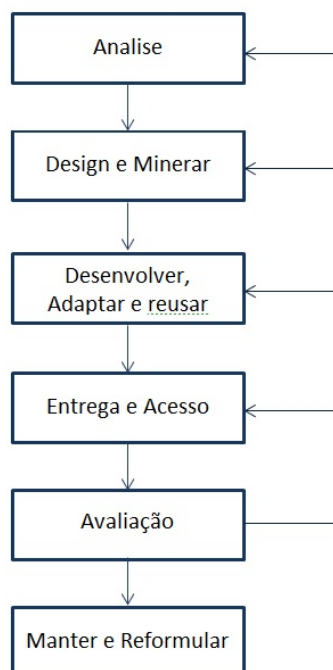 Analise
Design e Minerar
Desenvolver,
Adaptar e reusar
Entrega e Acesso
Avaliação
Manter e Reformular